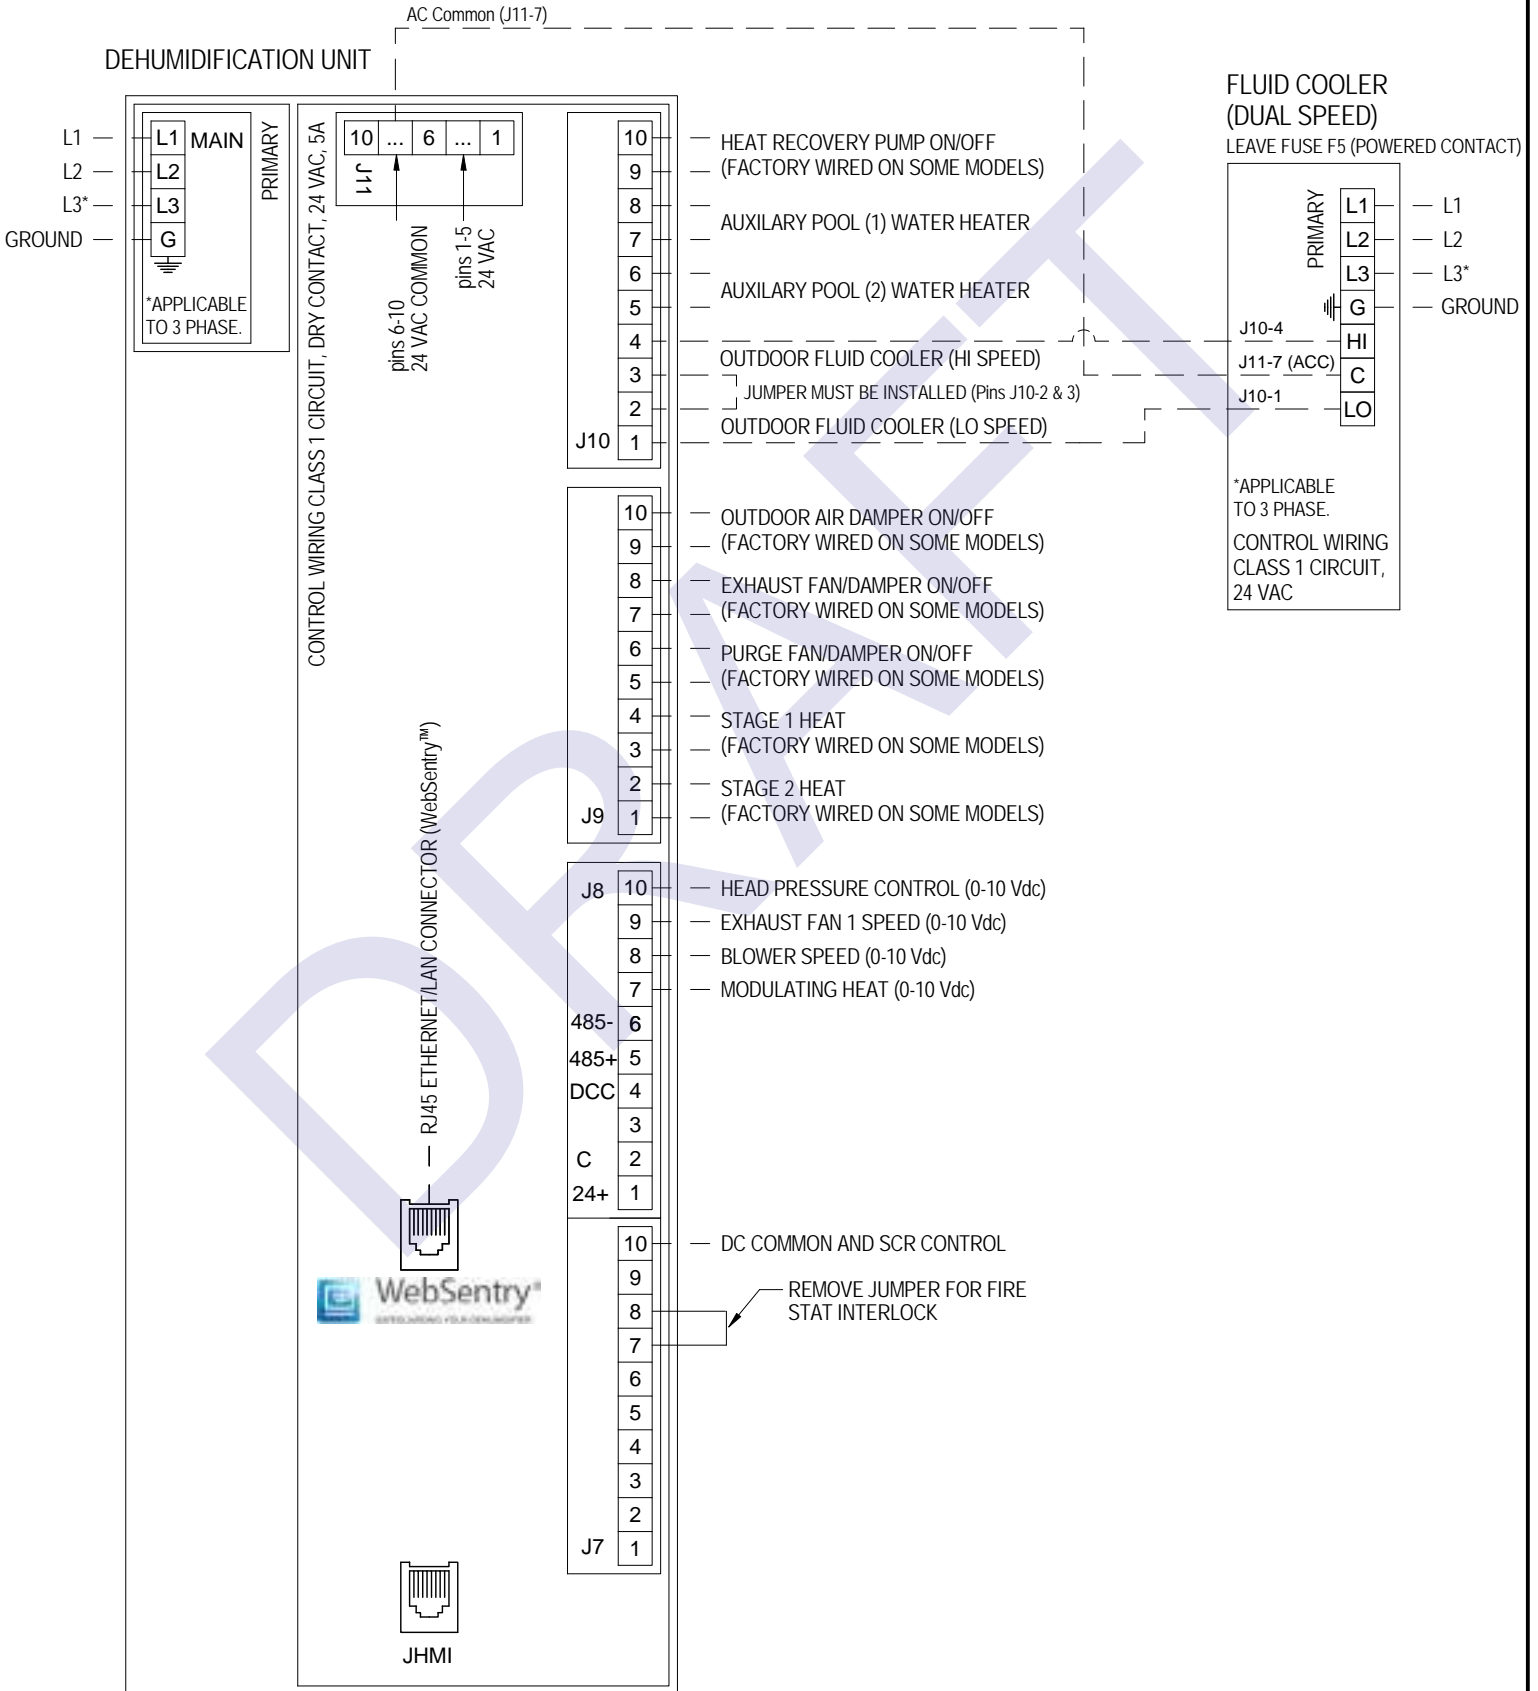 AC Common (J11-7)
DEHUMIDIFICATION UNIT
L1
L2
L3*
GROUND
L1 MAIN
L2
L3
G
PRIMARY
*APPLICABLE
TO 3 PHASE.
CONTROL WIRING CLASS 1 CIRCUIT, DRY CONTACT, 24 VAC, 5A
10 ... 6 ... 1
J11
pins 6-10
24 VAC COMMON
pins 1-5
24 VAC
10
9
8
7
6
5
4
3
2
J10 1
HEAT RECOVERY PUMP ON/OFF
(FACTORY WIRED ON SOME MODELS)
AUXILARY POOL (1) WATER HEATER
AUXILARY POOL (2) WATER HEATER
OUTDOOR FLUID COOLER (HI SPEED)
JUMPER MUST BE INSTALLED (Pins J10-2 & 3)
OUTDOOR FLUID COOLER (LO SPEED)
FLUID COOLER
(DUAL SPEED)
LEAVE FUSE F5 (POWERED CONTACT)
PRIMARY
L1
L2
L3
G
HI
C
LO
L1
L2
L3*
GROUND
J10-4
J11-7 (ACC)
J10-1
*APPLICABLE
TO 3 PHASE.
CONTROL WIRING
CLASS 1 CIRCUIT,
24 VAC
10
9
8
7
6
5
4
3
2
J9 1
OUTDOOR AIR DAMPER ON/OFF
(FACTORY WIRED ON SOME MODELS)
EXHAUST FAN/DAMPER ON/OFF
(FACTORY WIRED ON SOME MODELS)
PURGE FAN/DAMPER ON/OFF
(FACTORY WIRED ON SOME MODELS)
STAGE 1 HEAT
(FACTORY WIRED ON SOME MODELS)
STAGE 2 HEAT
(FACTORY WIRED ON SOME MODELS)
J8 10
9
8
7
485- 6
485+ 5
DCC 4
3
C 2
24+ 1
HEAD PRESSURE CONTROL (0-10 Vdc)
EXHAUST FAN 1 SPEED (0-10 Vdc)
BLOWER SPEED (0-10 Vdc)
MODULATING HEAT (0-10 Vdc)
RJ45 ETHERNET/LAN CONNECTOR (WebSentry™)
WebSentry®
SAFEGUARDING YOUR DEHUMIDIFIER
10
9
8
7
6
5
4
3
2
J7 1
DC COMMON AND SCR CONTROL
REMOVE JUMPER FOR FIRE
STAT INTERLOCK
JHMI
DRAFT